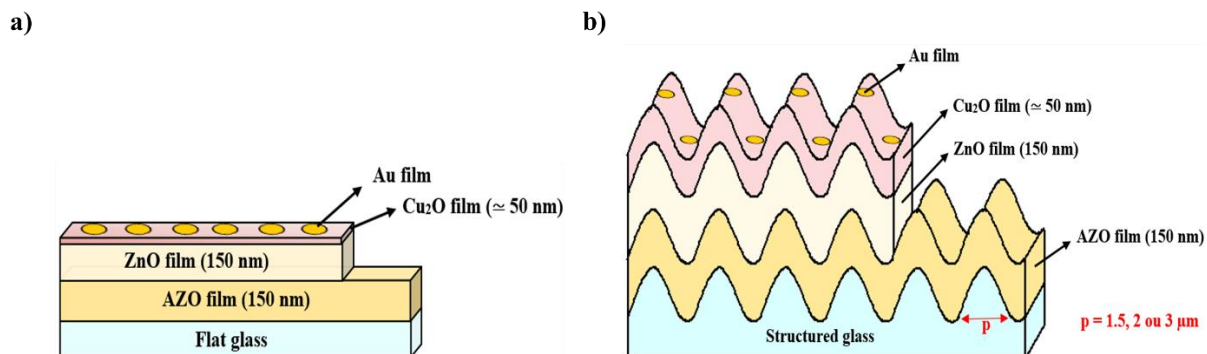 a)
Au film
Cu₂O film (≃ 50 nm)
ZnO film (150 nm)
AZO film (150 nm)
Flat glass
b)
Au film
Cu₂O film (≃ 50 nm)
ZnO film (150 nm)
AZO film (150 nm)
p
Structured glass
p = 1.5, 2 ou 3 µm